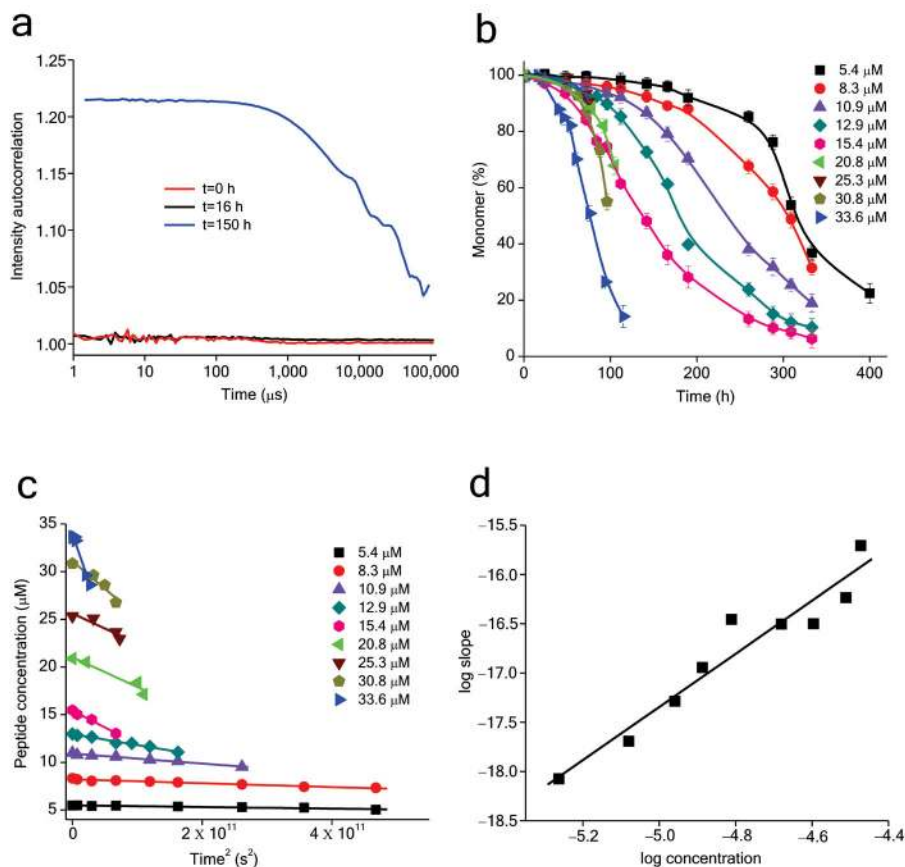 a
1.25
1.20
1.15
1.10
1.05
1.00
Intensity autocorrelation
t=0 h
t=16 h
t=150 h
1
10
100
1,000
10,000
100,000
Time (μs)
b
100
80
60
40
20
0
Monomer (%)
0
100
200
300
400
Time (h)
5.4 μM
8.3 μM
10.9 μM
12.9 μM
15.4 μM
20.8 μM
25.3 μM
30.8 μM
33.6 μM
c
35
30
25
20
15
10
5
Peptide concentration (μM)
0
2 x 10¹¹
4 x 10¹¹
Time² (s²)
5.4 μM
8.3 μM
10.9 μM
12.9 μM
15.4 μM
20.8 μM
25.3 μM
30.8 μM
33.6 μM
d
−15.5
−16.0
−16.5
−17.0
−17.5
−18.0
−18.5
log slope
−5.2
−5.0
−4.8
−4.6
−4.4
log concentration